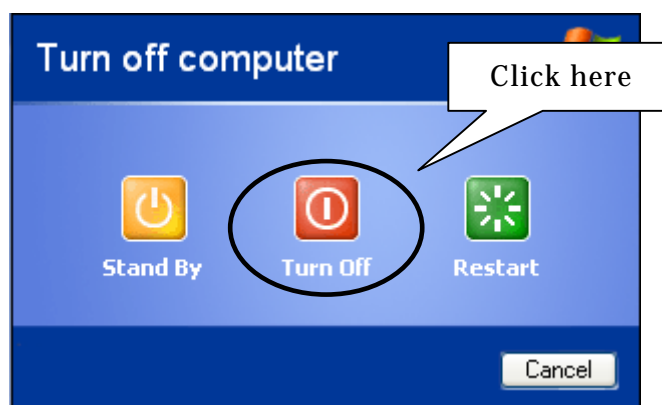 Turn off computer
Click here
Stand By
Turn Off
Restart
Cancel